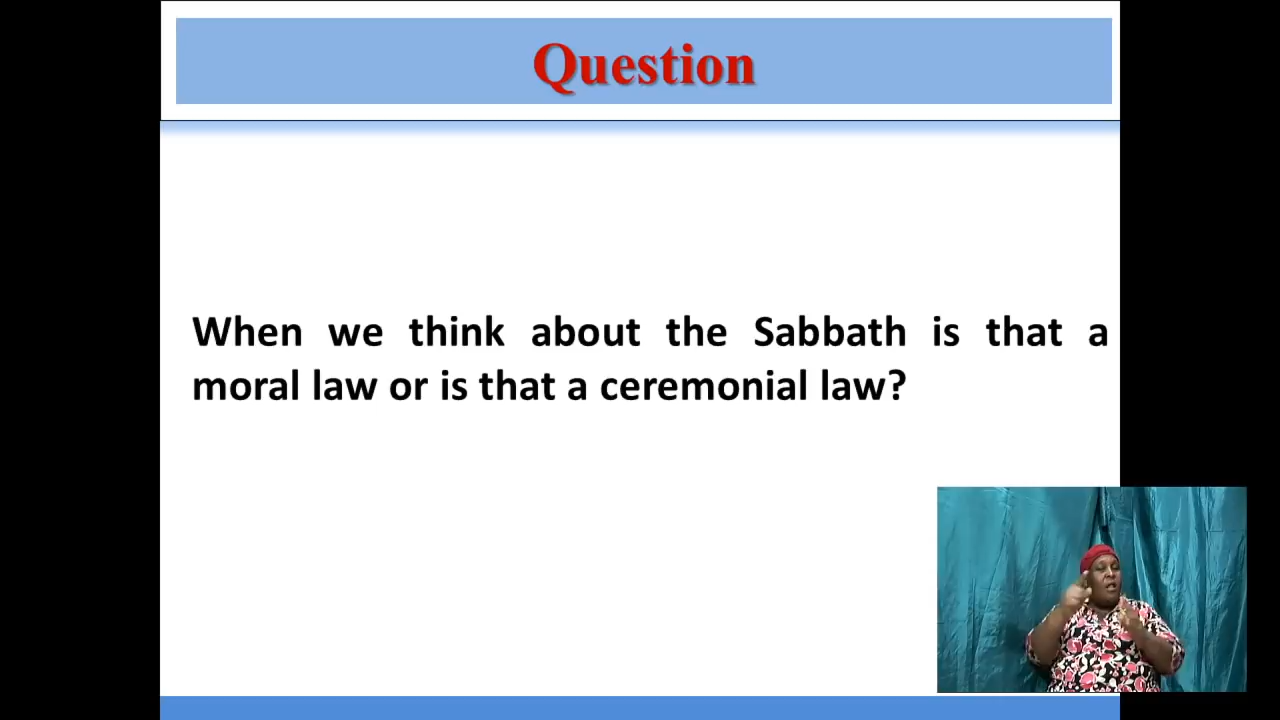 Question
When we think about the Sabbath is that a
moral law or is that a ceremonial law?